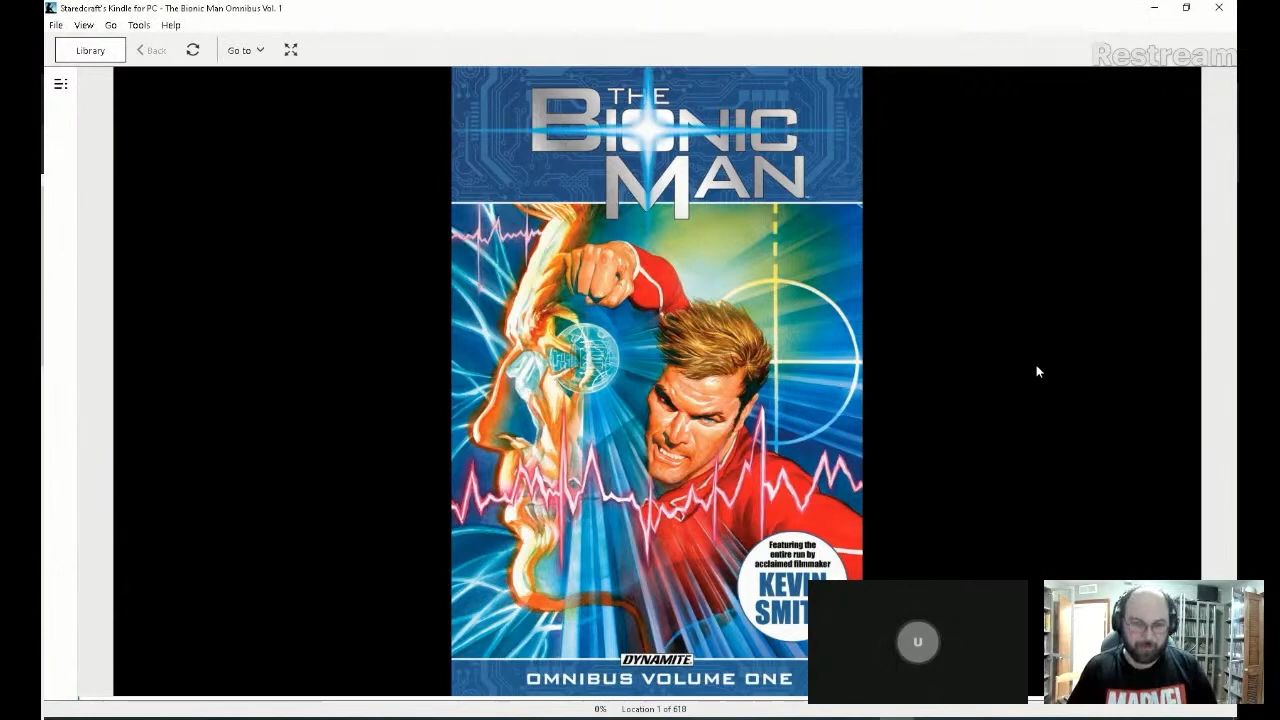 Staredcraft's Kindle for PC - The Bionic Man Omnibus Vol. 1
File View Go Tools Help
Library Back Go to
Restream
THE
BIONIC
MAN
Featuring the
entire run by
acclaimed filmmaker
KEVIN
SMIT
DYNAMITE
OMNIBUS VOLUME ONE
U
MARVEL
0% Location 1 of 618